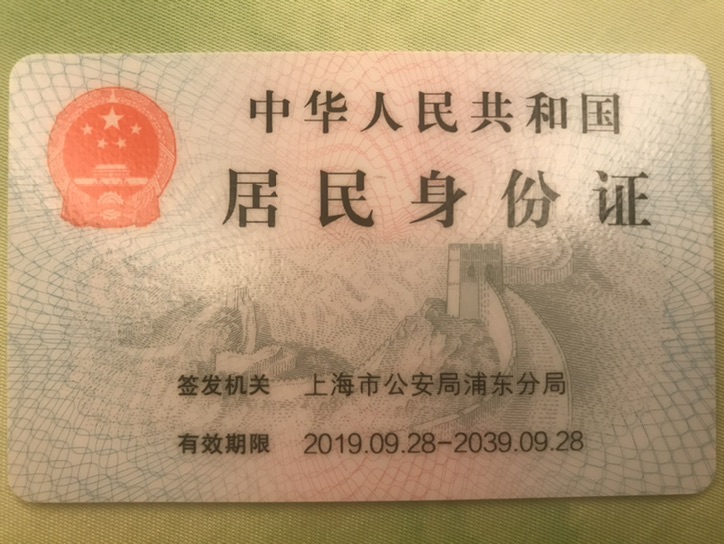 中华人民共和国
居民身份证
签发机关 上海市公安局浦东分局
有效期限 2019.09.28-2039.09.28